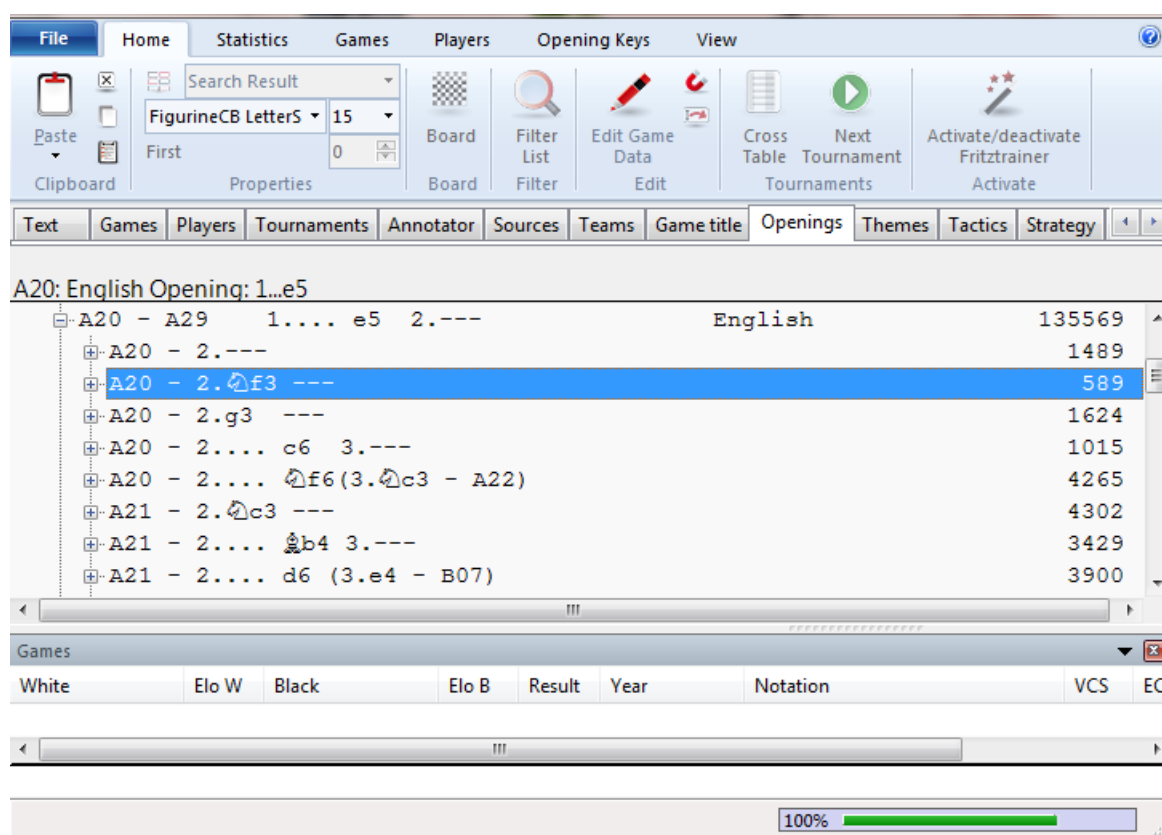 File Home Statistics Games Players Opening Keys View
Search Result
FigurineCB LetterS 15
Paste First 0 Board Filter List Edit Game Data Cross Table Next Tournament Activate/deactivate Fritztrainer
Clipboard Properties Board Filter Edit Tournaments Activate
Text Games Players Tournaments Annotator Sources Teams Game title Openings Themes Tactics Strategy
A20: English Opening: 1...e5
A20 - A29 1.... e5 2.--- English 135569
A20 - 2.--- 1489
A20 - 2.♘f3 --- 589
A20 - 2.g3 --- 1624
A20 - 2.... c6 3.--- 1015
A20 - 2.... ♘f6(3.♘c3 - A22) 4265
A21 - 2.♘c3 --- 4302
A21 - 2.... ♗b4 3.--- 3429
A21 - 2.... d6 (3.e4 - B07) 3900
Games
White Elo W Black Elo B Result Year Notation VCS
100%